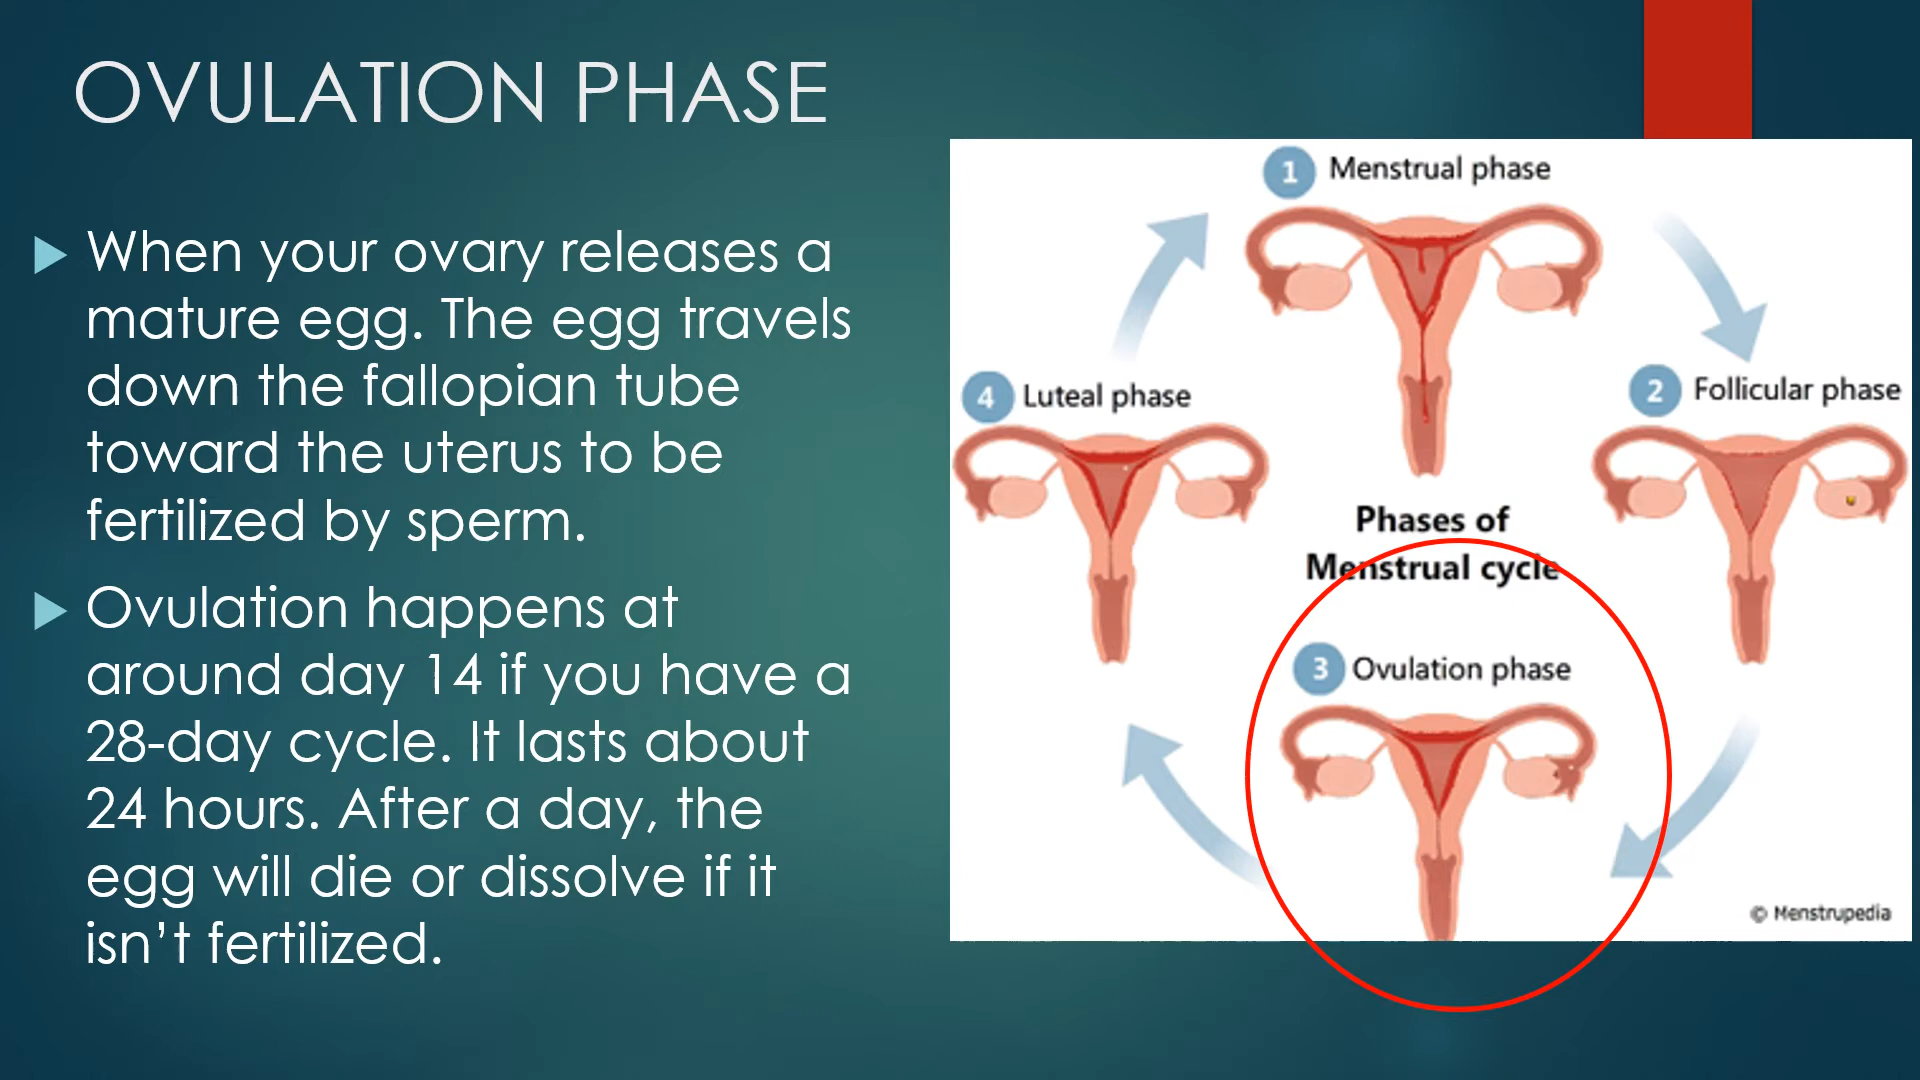 OVULATION PHASE
When your ovary releases a
mature egg. The egg travels
down the fallopian tube
toward the uterus to be
fertilized by sperm.
Ovulation happens at
around day 14 if you have a
28-day cycle. It lasts about
24 hours. After a day, the
egg will die or dissolve if it
isn’t fertilized.
1 Menstrual phase
2 Follicular phase
4 Luteal phase
Phases of
Menstrual cycle
3 Ovulation phase
© Menstrupedia